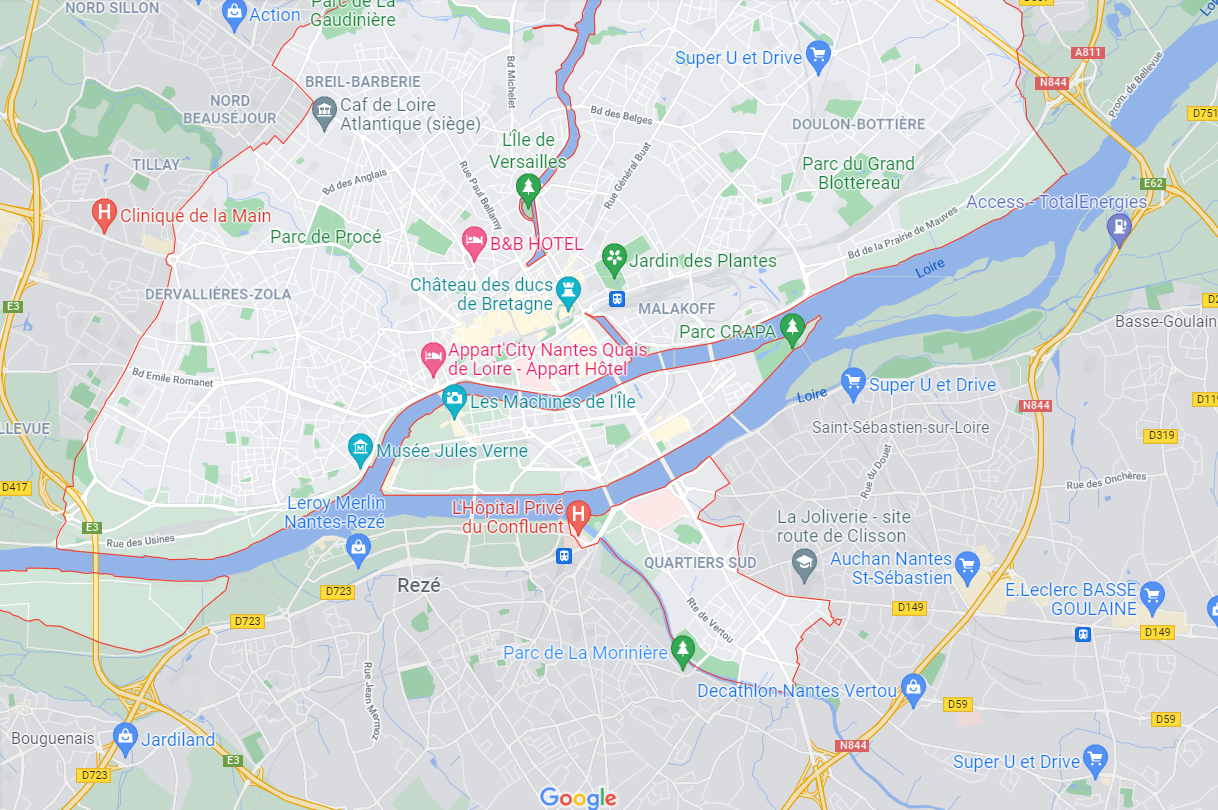 NORD SILLON
Action
Parc de La
Gaudinière
Super U et Drive
A811
N844
Bd Michelet
Prom. de Bellevue
BREIL-BARBERIE
NORD
BEAUSÉJOUR
Caf de Loire
Atlantique (siège)
Bd des Belges
DOULON-BOTTIÈRE
D751
L'Île de
Versailles
TILLAY
Bd des Anglais
Rue Paul Bellamy
Rue Général Buat
Parc du Grand
Blottereau
E62
Access - TotalEnergies
Clinique de la Main
Parc de Procé
B&B HOTEL
Bd de la Prairie de Mauves
Jardin des Plantes
Loire
Château des ducs
de Bretagne
DERVALLIÈRES-ZOLA
E3
MALAKOFF
Parc CRAPA
Basse-Goulain
Appart'City Nantes Quais
de Loire - Appart Hôtel
Bd Emile Romanet
Super U et Drive
Loire
Les Machines de l'Île
N844
D119
LLEVUE
Saint-Sébastien-sur-Loire
D319
Musée Jules Verne
Rue du Douet
Rue des Onchères
D417
Leroy Merlin
Nantes-Rezé
L'Hôpital Privé
du Confluent
La Joliverie - site
route de Clisson
E3
Rue des Usines
QUARTIERS SUD
Auchan Nantes
St-Sébastien
Rezé
D723
E.Leclerc BASSE
GOULAINE
D149
D723
Rte de Vertou
D149
Parc de La Morinière
Rue Jean Mermoz
Decathlon Nantes Vertou
D59
D59
Bouguenais
Jardiland
N844
E3
Super U et Drive
D723
Google